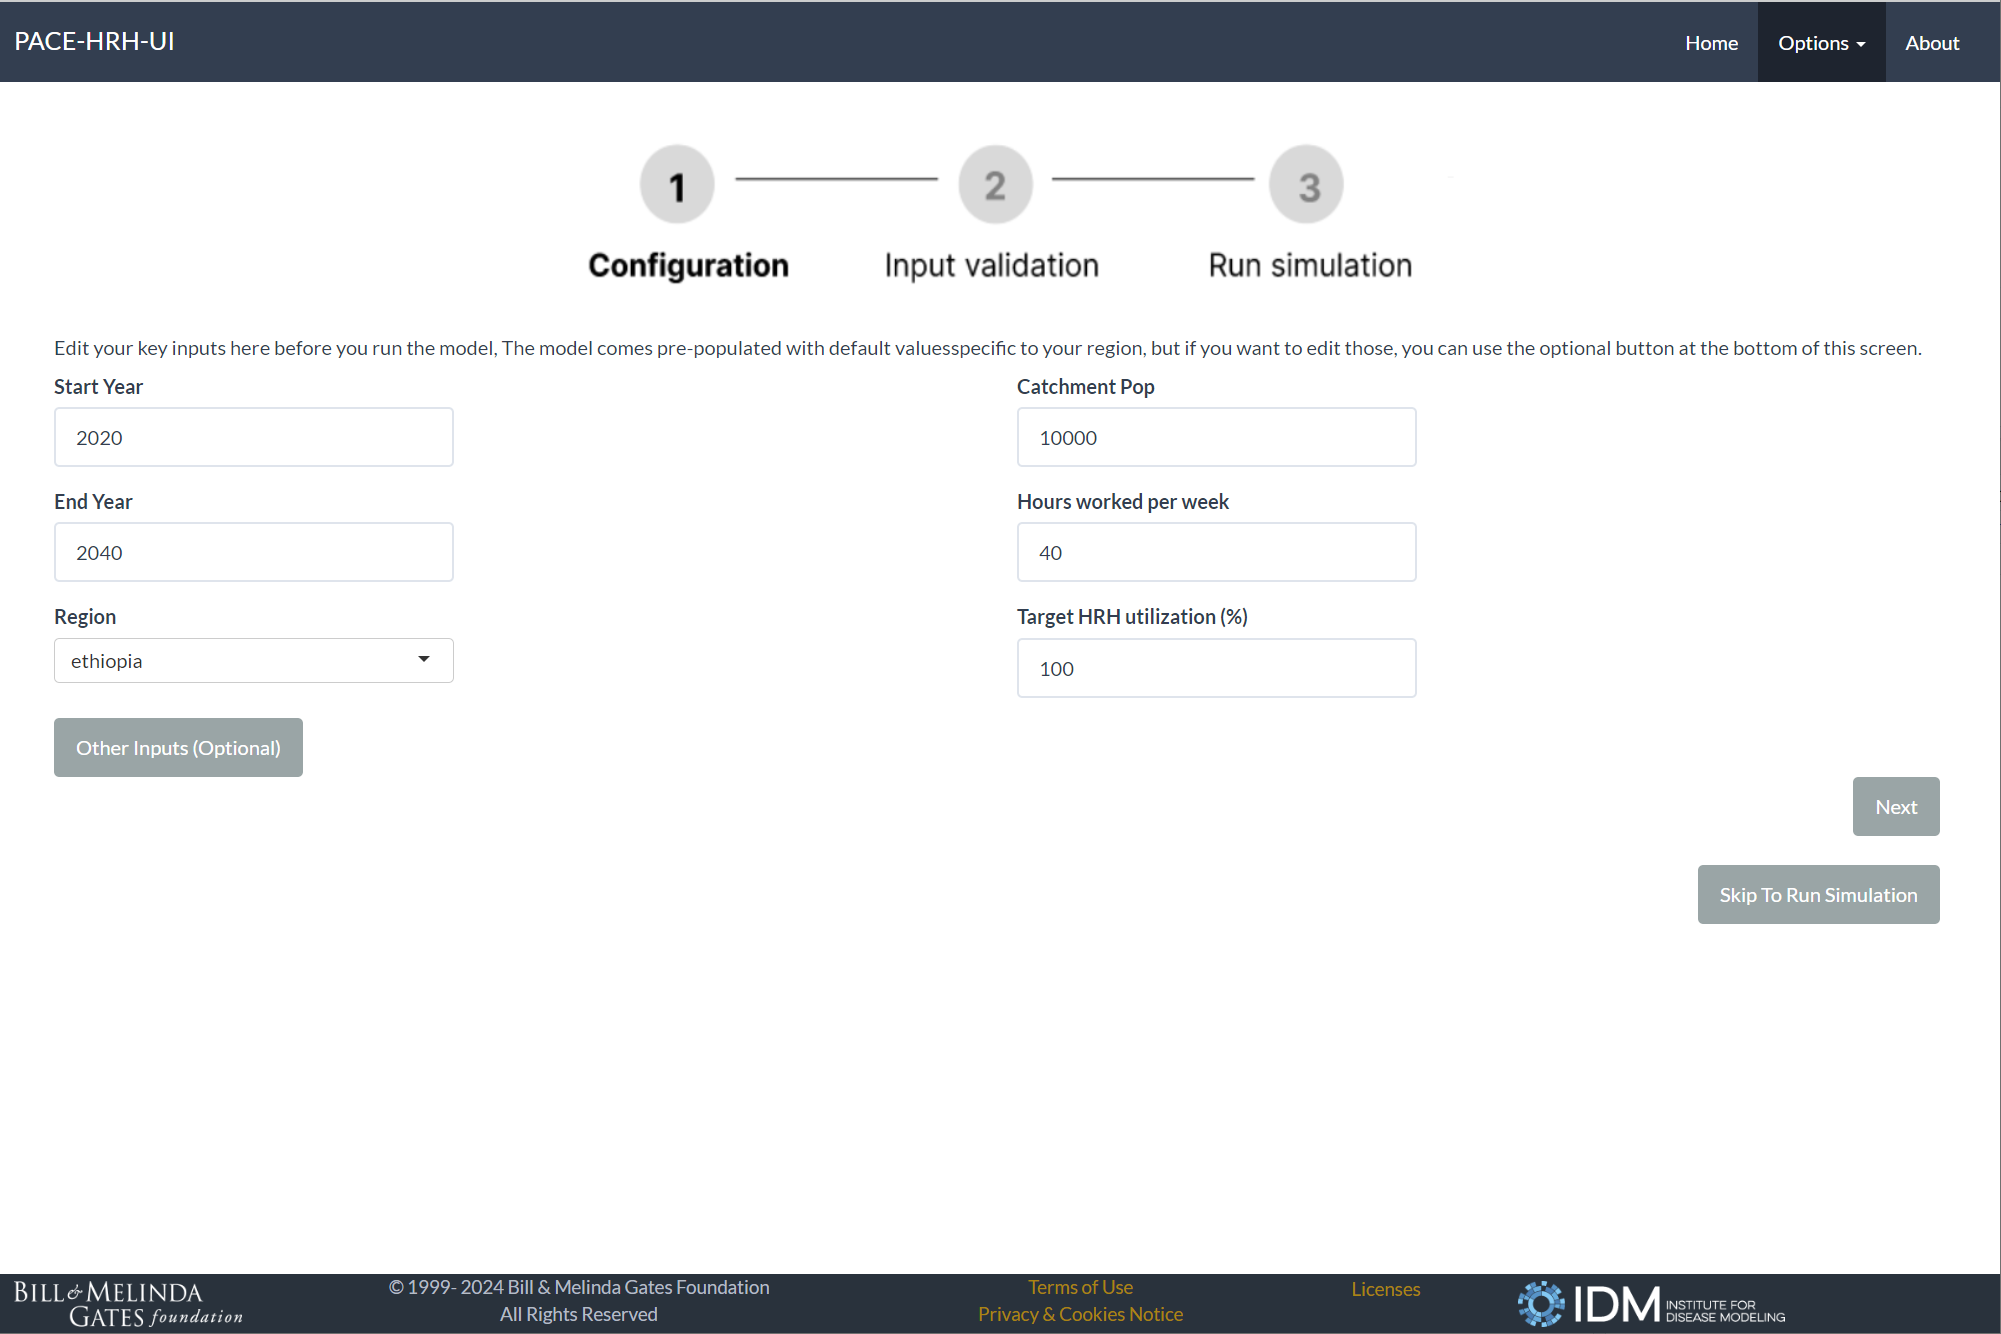 PACE-HRH-UI
Home
Options
About
1
2
3
Configuration
Input validation
Run simulation
Edit your key inputs here before you run the model, The model comes pre-populated with default valuesspecific to your region, but if you want to edit those, you can use the optional button at the bottom of this screen.
Start Year
2020
End Year
2040
Region
ethiopia
Catchment Pop
10000
Hours worked per week
40
Target HRH utilization (%)
100
Other Inputs (Optional)
Next
Skip To Run Simulation
BILL & MELINDA
GATES foundation
© 1999- 2024 Bill & Melinda Gates Foundation
All Rights Reserved
Terms of Use
Privacy & Cookies Notice
Licenses
IDM
INSTITUTE FOR
DISEASE MODELING